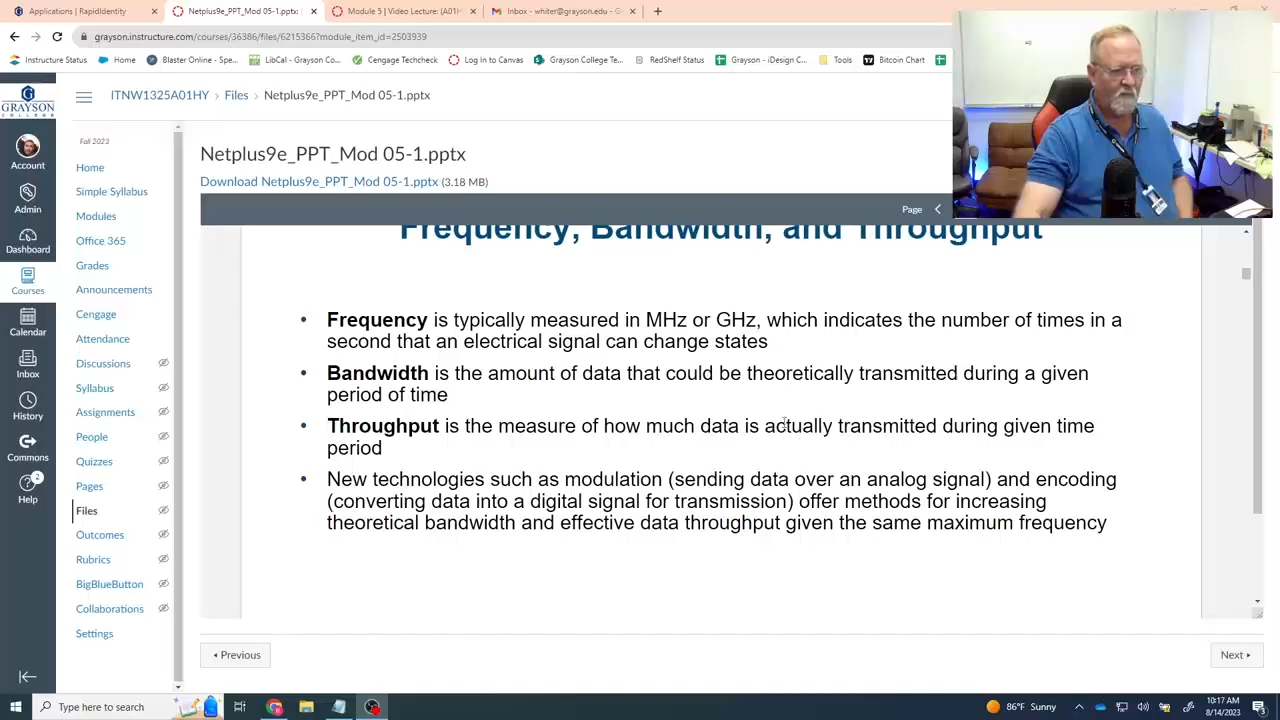 Applications | RapidIdentity
Netplus9e_PPT_Mod 05-1.pptx: IT
Module 5 | Video Lecture: [A01H
Inbox - whiter@grayson.edu - G
grayson.instructure.com/courses/36386/files/6215366?module_item_id=2503939
Instructure Status
Home
Blaster Online - Spe...
LibCal - Grayson Co...
Cengage Techcheck
Log In to Canvas
Grayson College Te...
RedShelf Status
Grayson - iDesign C...
Tools
Bitcoin Chart
GRAYSON
COLLEGE
Account
Admin
Dashboard
Courses
Calendar
Inbox
History
Commons
2
Help
ITNW1325A01HY › Files › Netplus9e_PPT_Mod 05-1.pptx
Fall 2023
Home
Simple Syllabus
Modules
Office 365
Grades
Announcements
Cengage
Attendance
Discussions
Syllabus
Assignments
People
Quizzes
Pages
Files
Outcomes
Rubrics
BigBlueButton
Collaborations
Settings
Netplus9e_PPT_Mod 05-1.pptx
Download Netplus9e_PPT_Mod 05-1.pptx (3.18 MB)
Page
Frequency, Bandwidth, and Throughput
• Frequency is typically measured in MHz or GHz, which indicates the number of times in a
second that an electrical signal can change states
• Bandwidth is the amount of data that could be theoretically transmitted during a given
period of time
• Throughput is the measure of how much data is actually transmitted during given time
period
• New technologies such as modulation (sending data over an analog signal) and encoding
(converting data into a digital signal for transmission) offer methods for increasing
theoretical bandwidth and effective data throughput given the same maximum frequency
Previous
Next
Type here to search
86°F Sunny
10:17 AM
8/14/2023
3